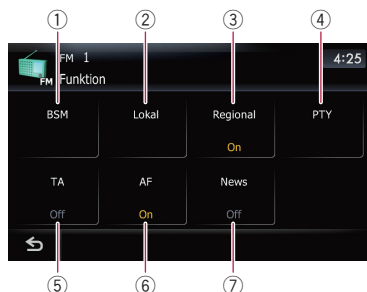 ① ② ③ ④
FM 1 4:25
FM Funktion
BSM Lokal Regional PTY
On
TA AF News
Off On Off
⑤ ⑥ ⑦